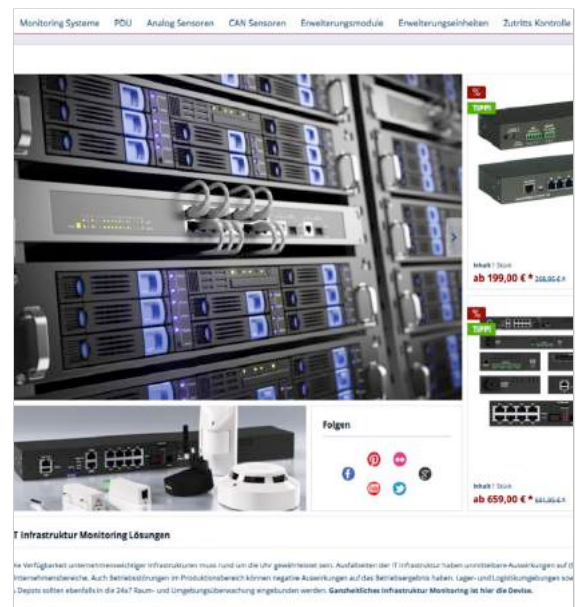 Monitoring Systeme PDU Analog Sensoren CAN Sensoren Erweiterungsmodule Erweiterungseinheiten Zutritts Kontrolle
%
TIPP!
Inhalt 1 Stück
ab 199,00 € *
%
TIPP!
Folgen
Inhalt 1 Stück
ab 659,00 € *
T Infrastruktur Monitoring Lösungen
ie Verfügbarkeit unternehmenswichtiger Infrastrukturen muss rund um die Uhr gewährleistet sein. Ausfallzeiten der IT Infrastruktur haben unmittelbare Auswirkungen auf d
Unternehmensbereiche. Auch Betriebsstörungen im Produktionsbereich können negative Auswirkungen auf das Betriebsergebnis haben. Lager- und Logistikumgebungen sow
Depots sollten ebenfalls in die 24x7 Raum- und Umgebungsüberwachung eingebunden werden. Ganzheitliches Infrastruktur Monitoring ist hier die Devise.